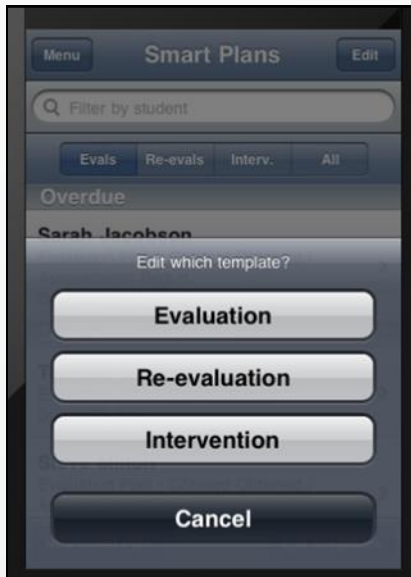 Menu Smart Plans Edit
Filter by student
Evals Re-evals Interv. All
Overdue
Sarah Jacobson
Edit which template?
Evaluation
Re-evaluation
Intervention
Cancel